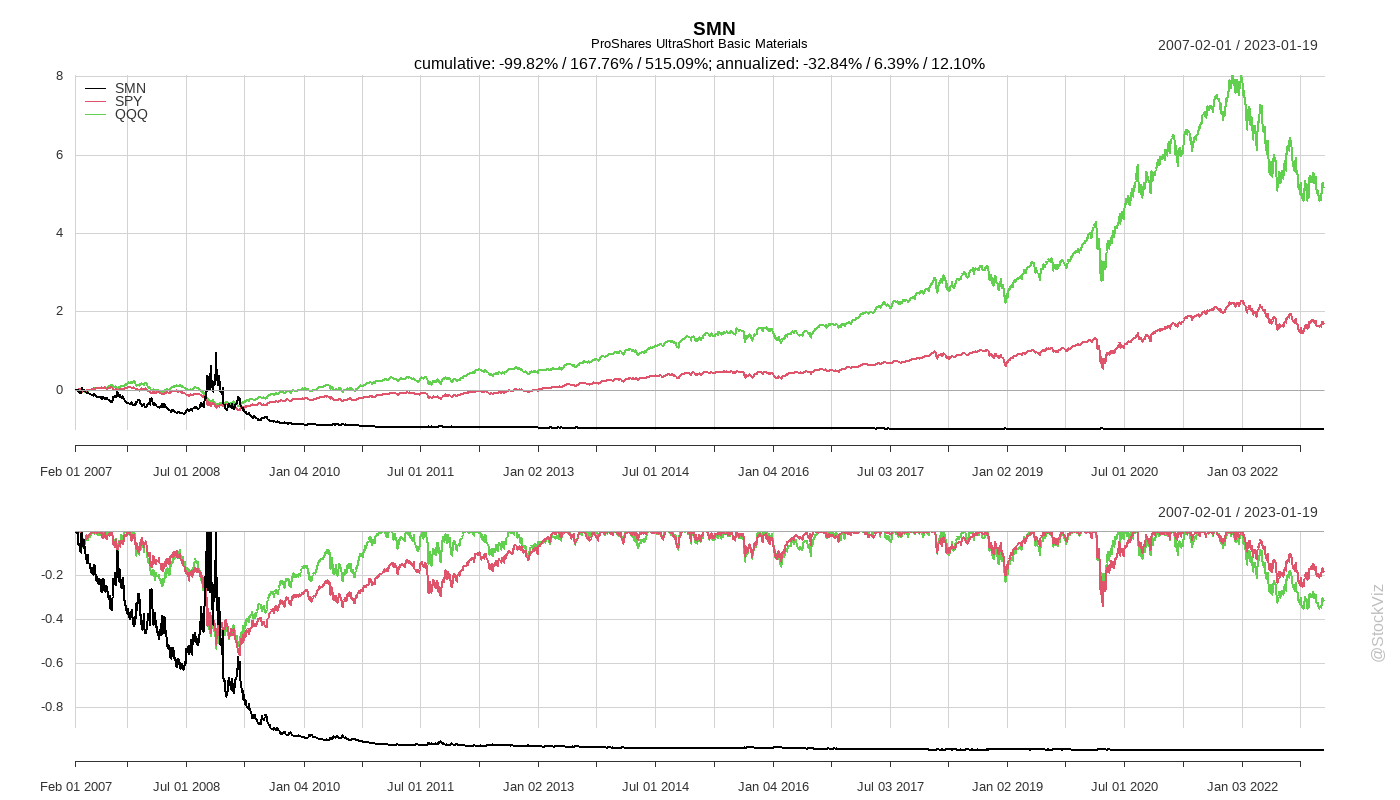 SMN
ProShares UltraShort Basic Materials
2007-02-01 / 2023-01-19
cumulative: -99.82% / 167.76% / 515.09%; annualized: -32.84% / 6.39% / 12.10%
SMN
SPY
QQQ
8
6
4
2
0
Feb 01 2007 Jul 01 2008 Jan 04 2010 Jul 01 2011 Jan 02 2013 Jul 01 2014 Jan 04 2016 Jul 03 2017 Jan 02 2019 Jul 01 2020 Jan 03 2022
2007-02-01 / 2023-01-19
-0.2
-0.4
-0.6
-0.8
Feb 01 2007 Jul 01 2008 Jan 04 2010 Jul 01 2011 Jan 02 2013 Jul 01 2014 Jan 04 2016 Jul 03 2017 Jan 02 2019 Jul 01 2020 Jan 03 2022
@StockViz